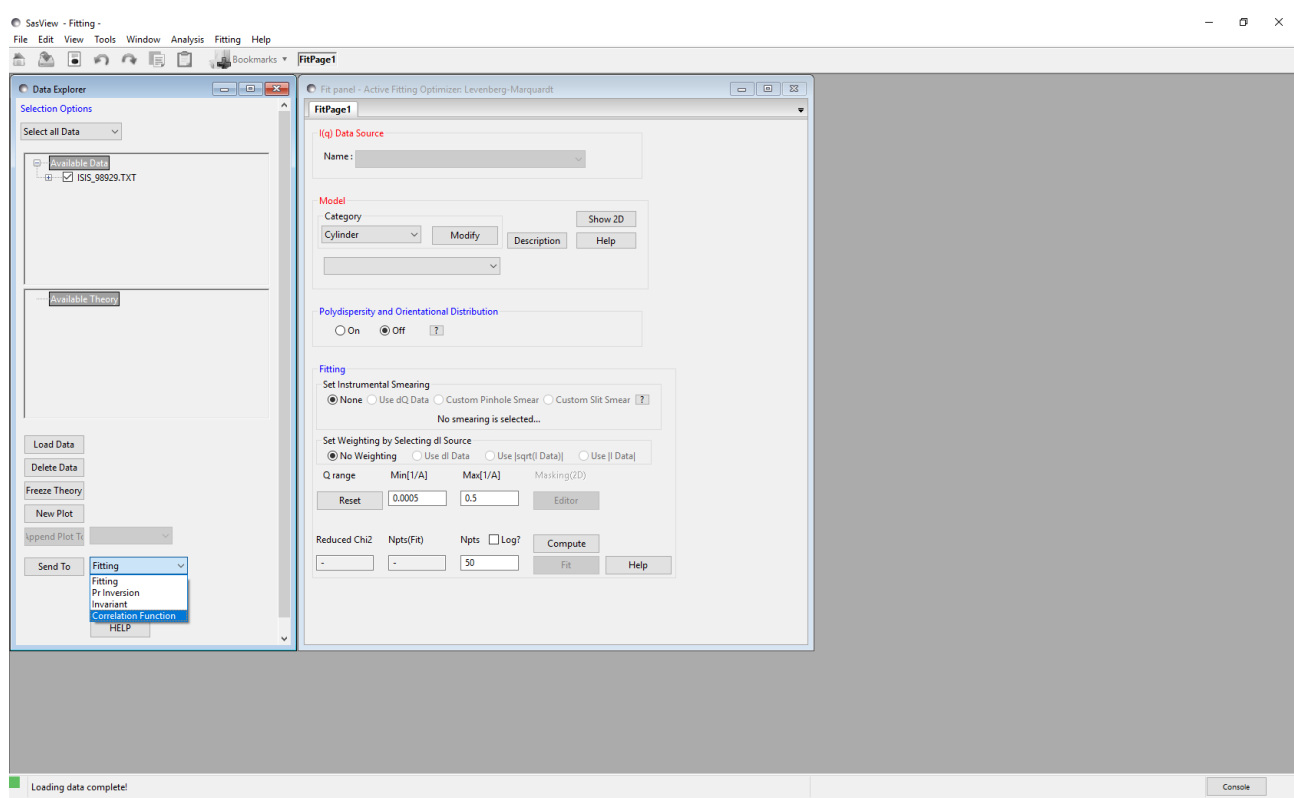 SasView - Fitting -
File Edit View Tools Window Analysis Fitting Help
Bookmarks FitPage1
Data Explorer
Selection Options
Select all Data
Available Data
ISIS_98929.TXT
Available Theory
Load Data
Delete Data
Freeze Theory
New Plot
Append Plot To
Send To Fitting
Fitting
Pr Inversion
Invariant
Correlation Function
HELP
Fit panel - Active Fitting Optimizer: Levenberg-Marquardt
FitPage1
I(q) Data Source
Name :
Model
Category
Show 2D
Cylinder Modify Description Help
Polydispersity and Orientational Distribution
On Off ?
Fitting
Set Instrumental Smearing
None Use dQ Data Custom Pinhole Smear Custom Slit Smear ?
No smearing is selected...
Set Weighting by Selecting dI Source
No Weighting Use dI Data Use |sqrt(I Data)| Use |I Data|
Q range Min[1/A] Max[1/A] Masking(2D)
Reset 0.0005 0.5 Editor
Reduced Chi2 Npts(Fit) Npts Log? Compute
- - 50 Fit Help
Loading data complete! Console